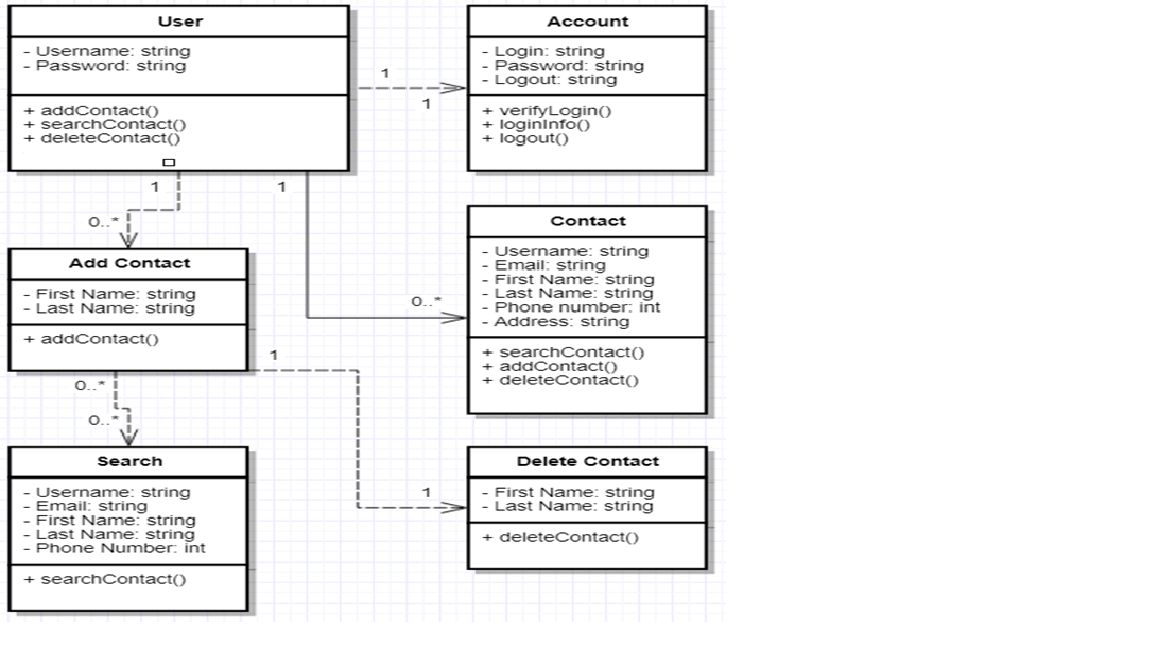 User
- Username: string
- Password: string
+ addContact()
+ searchContact()
+ deleteContact()
1
1
Account
- Login: string
- Password: string
- Logout: string
+ verifyLogin()
+ loginInfo()
+ logout()
1
0..*
1
0..*
Add Contact
- First Name: string
- Last Name: string
+ addContact()
Contact
- Username: string
- Email: string
- First Name: string
- Last Name: string
- Phone number: int
- Address: string
+ searchContact()
+ addContact()
+ deleteContact()
0..*
0..*
1
1
Search
- Username: string
- Email: string
- First Name: string
- Last Name: string
- Phone Number: int
+ searchContact()
Delete Contact
- First Name: string
- Last Name: string
+ deleteContact()